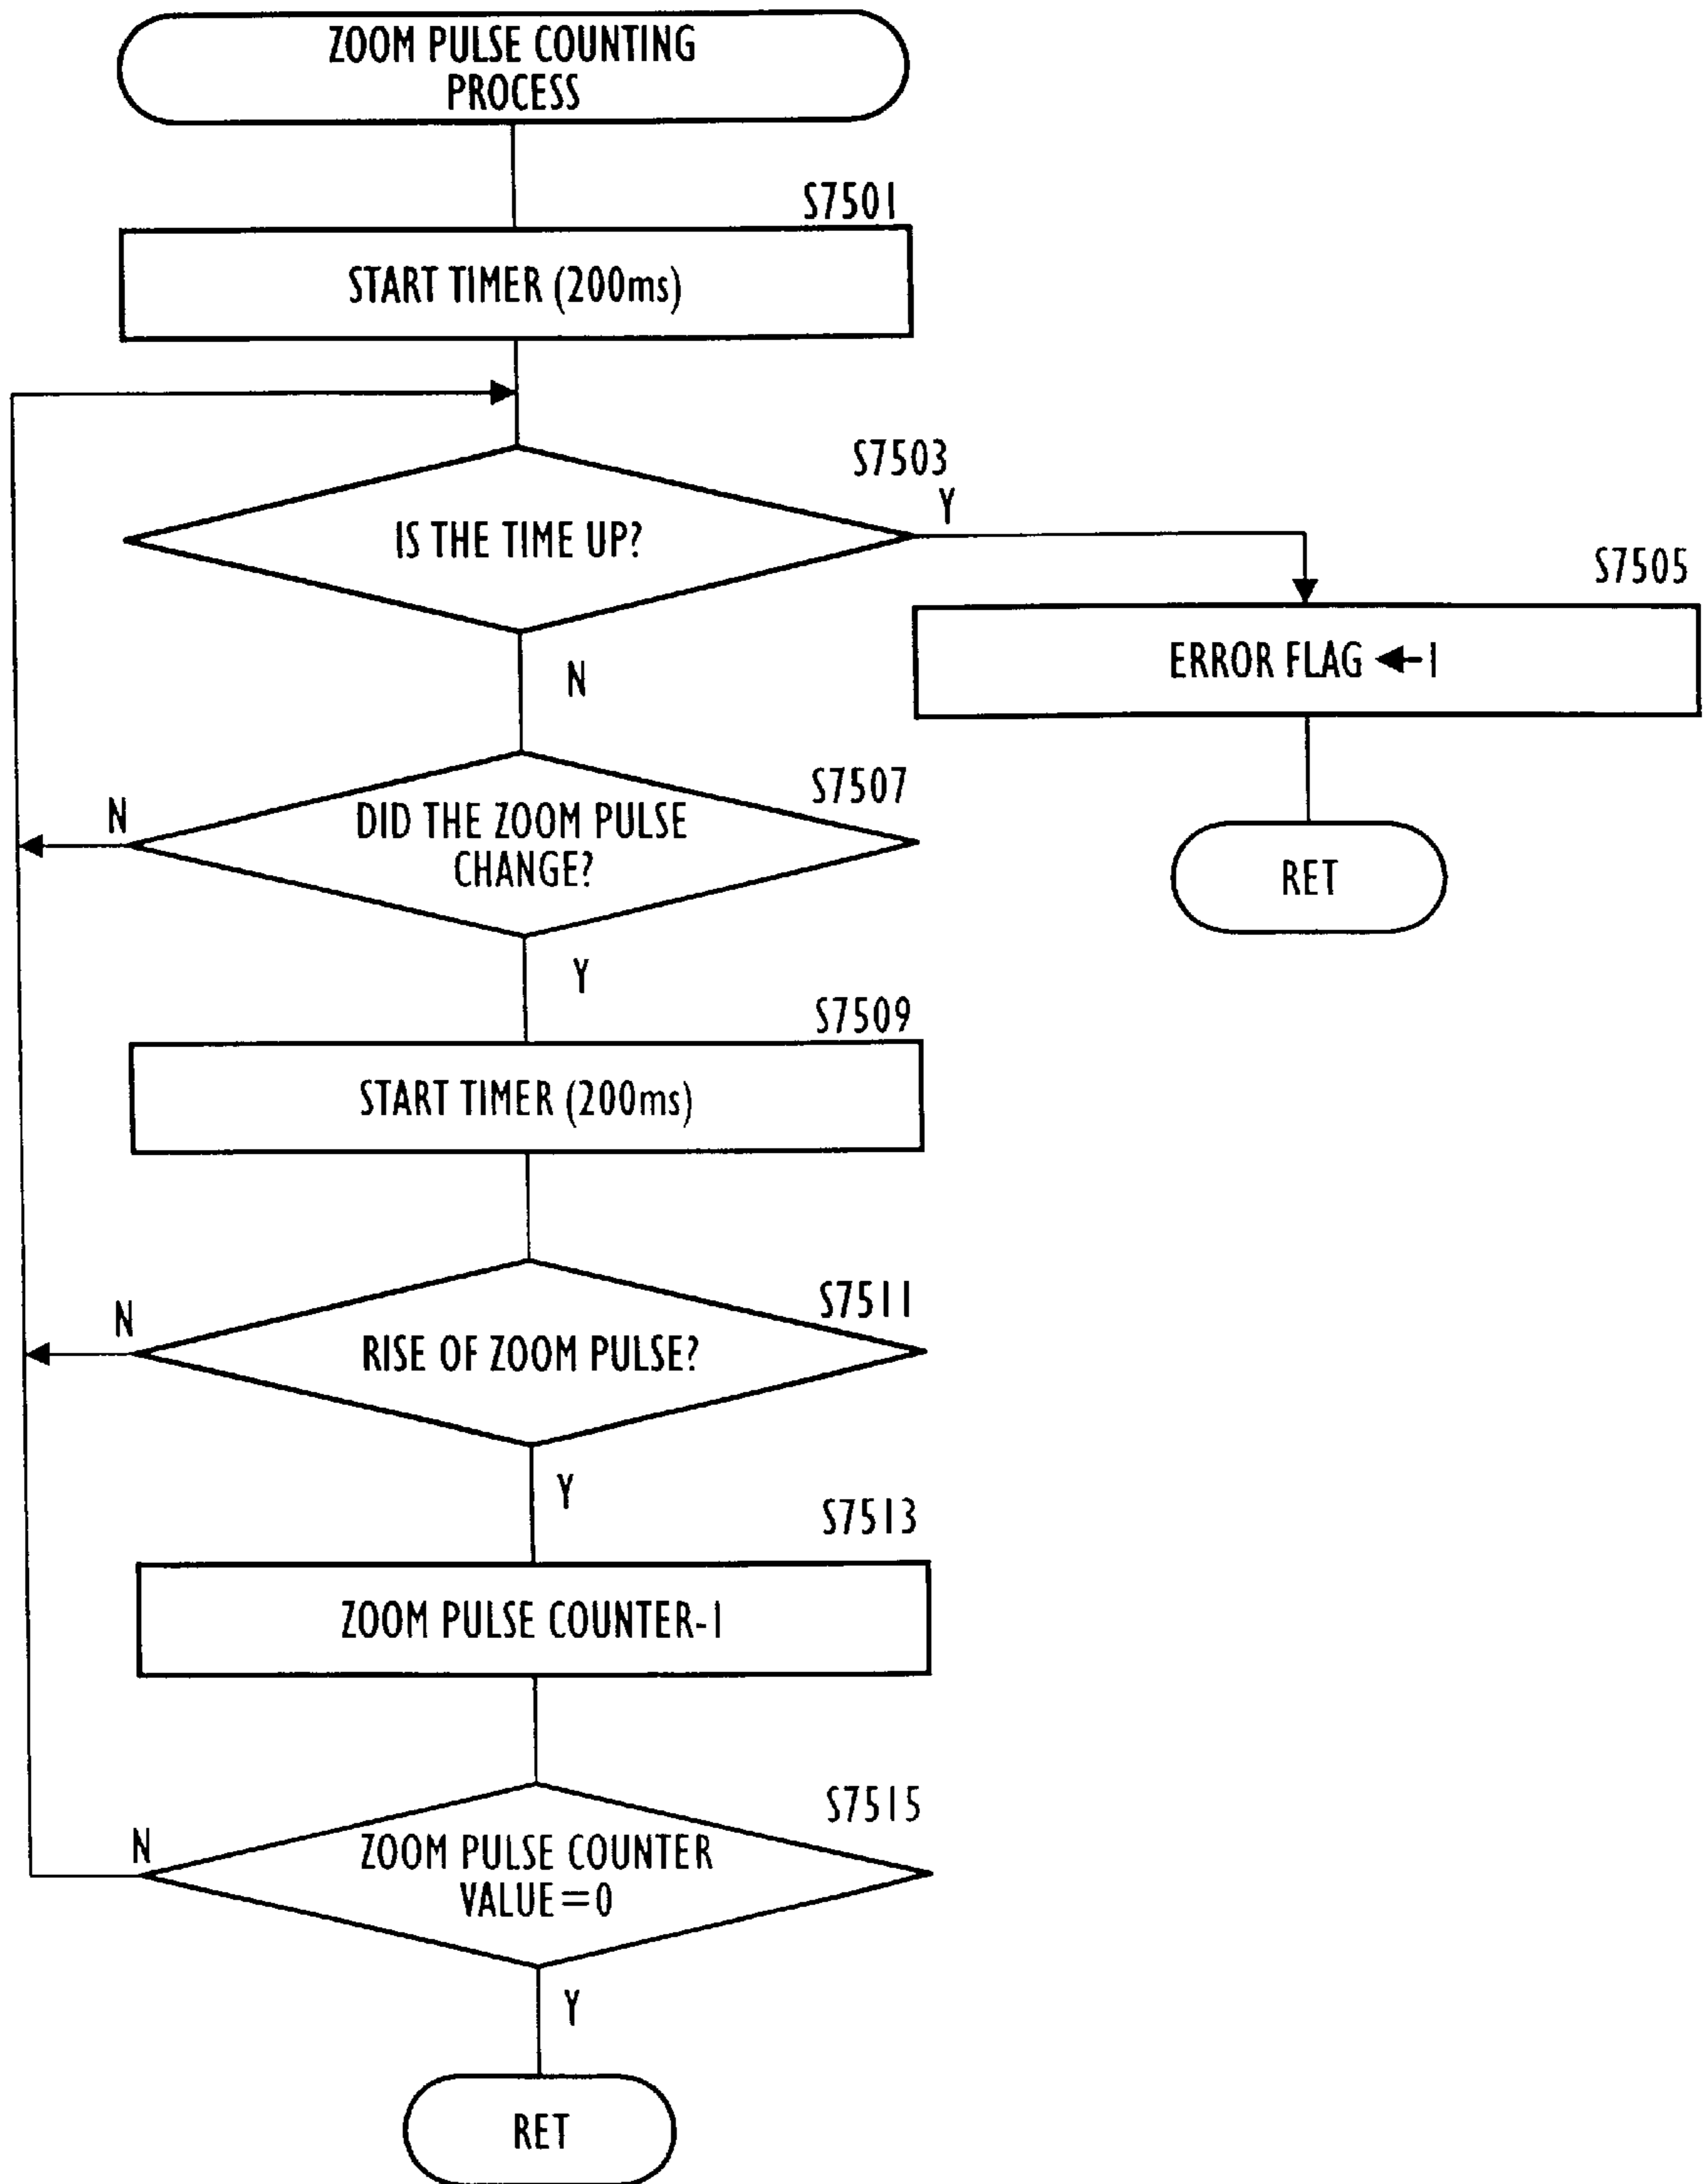 ZOOM PULSE COUNTING
PROCESS
S7501
START TIMER (200ms)
S7503
IS THE TIME UP?
Y
N
S7505
ERROR FLAG ←1
RET
S7507
DID THE ZOOM PULSE
CHANGE?
N
Y
S7509
START TIMER (200ms)
S7511
RISE OF ZOOM PULSE?
N
Y
S7513
ZOOM PULSE COUNTER-1
S7515
ZOOM PULSE COUNTER
VALUE=0
N
Y
RET